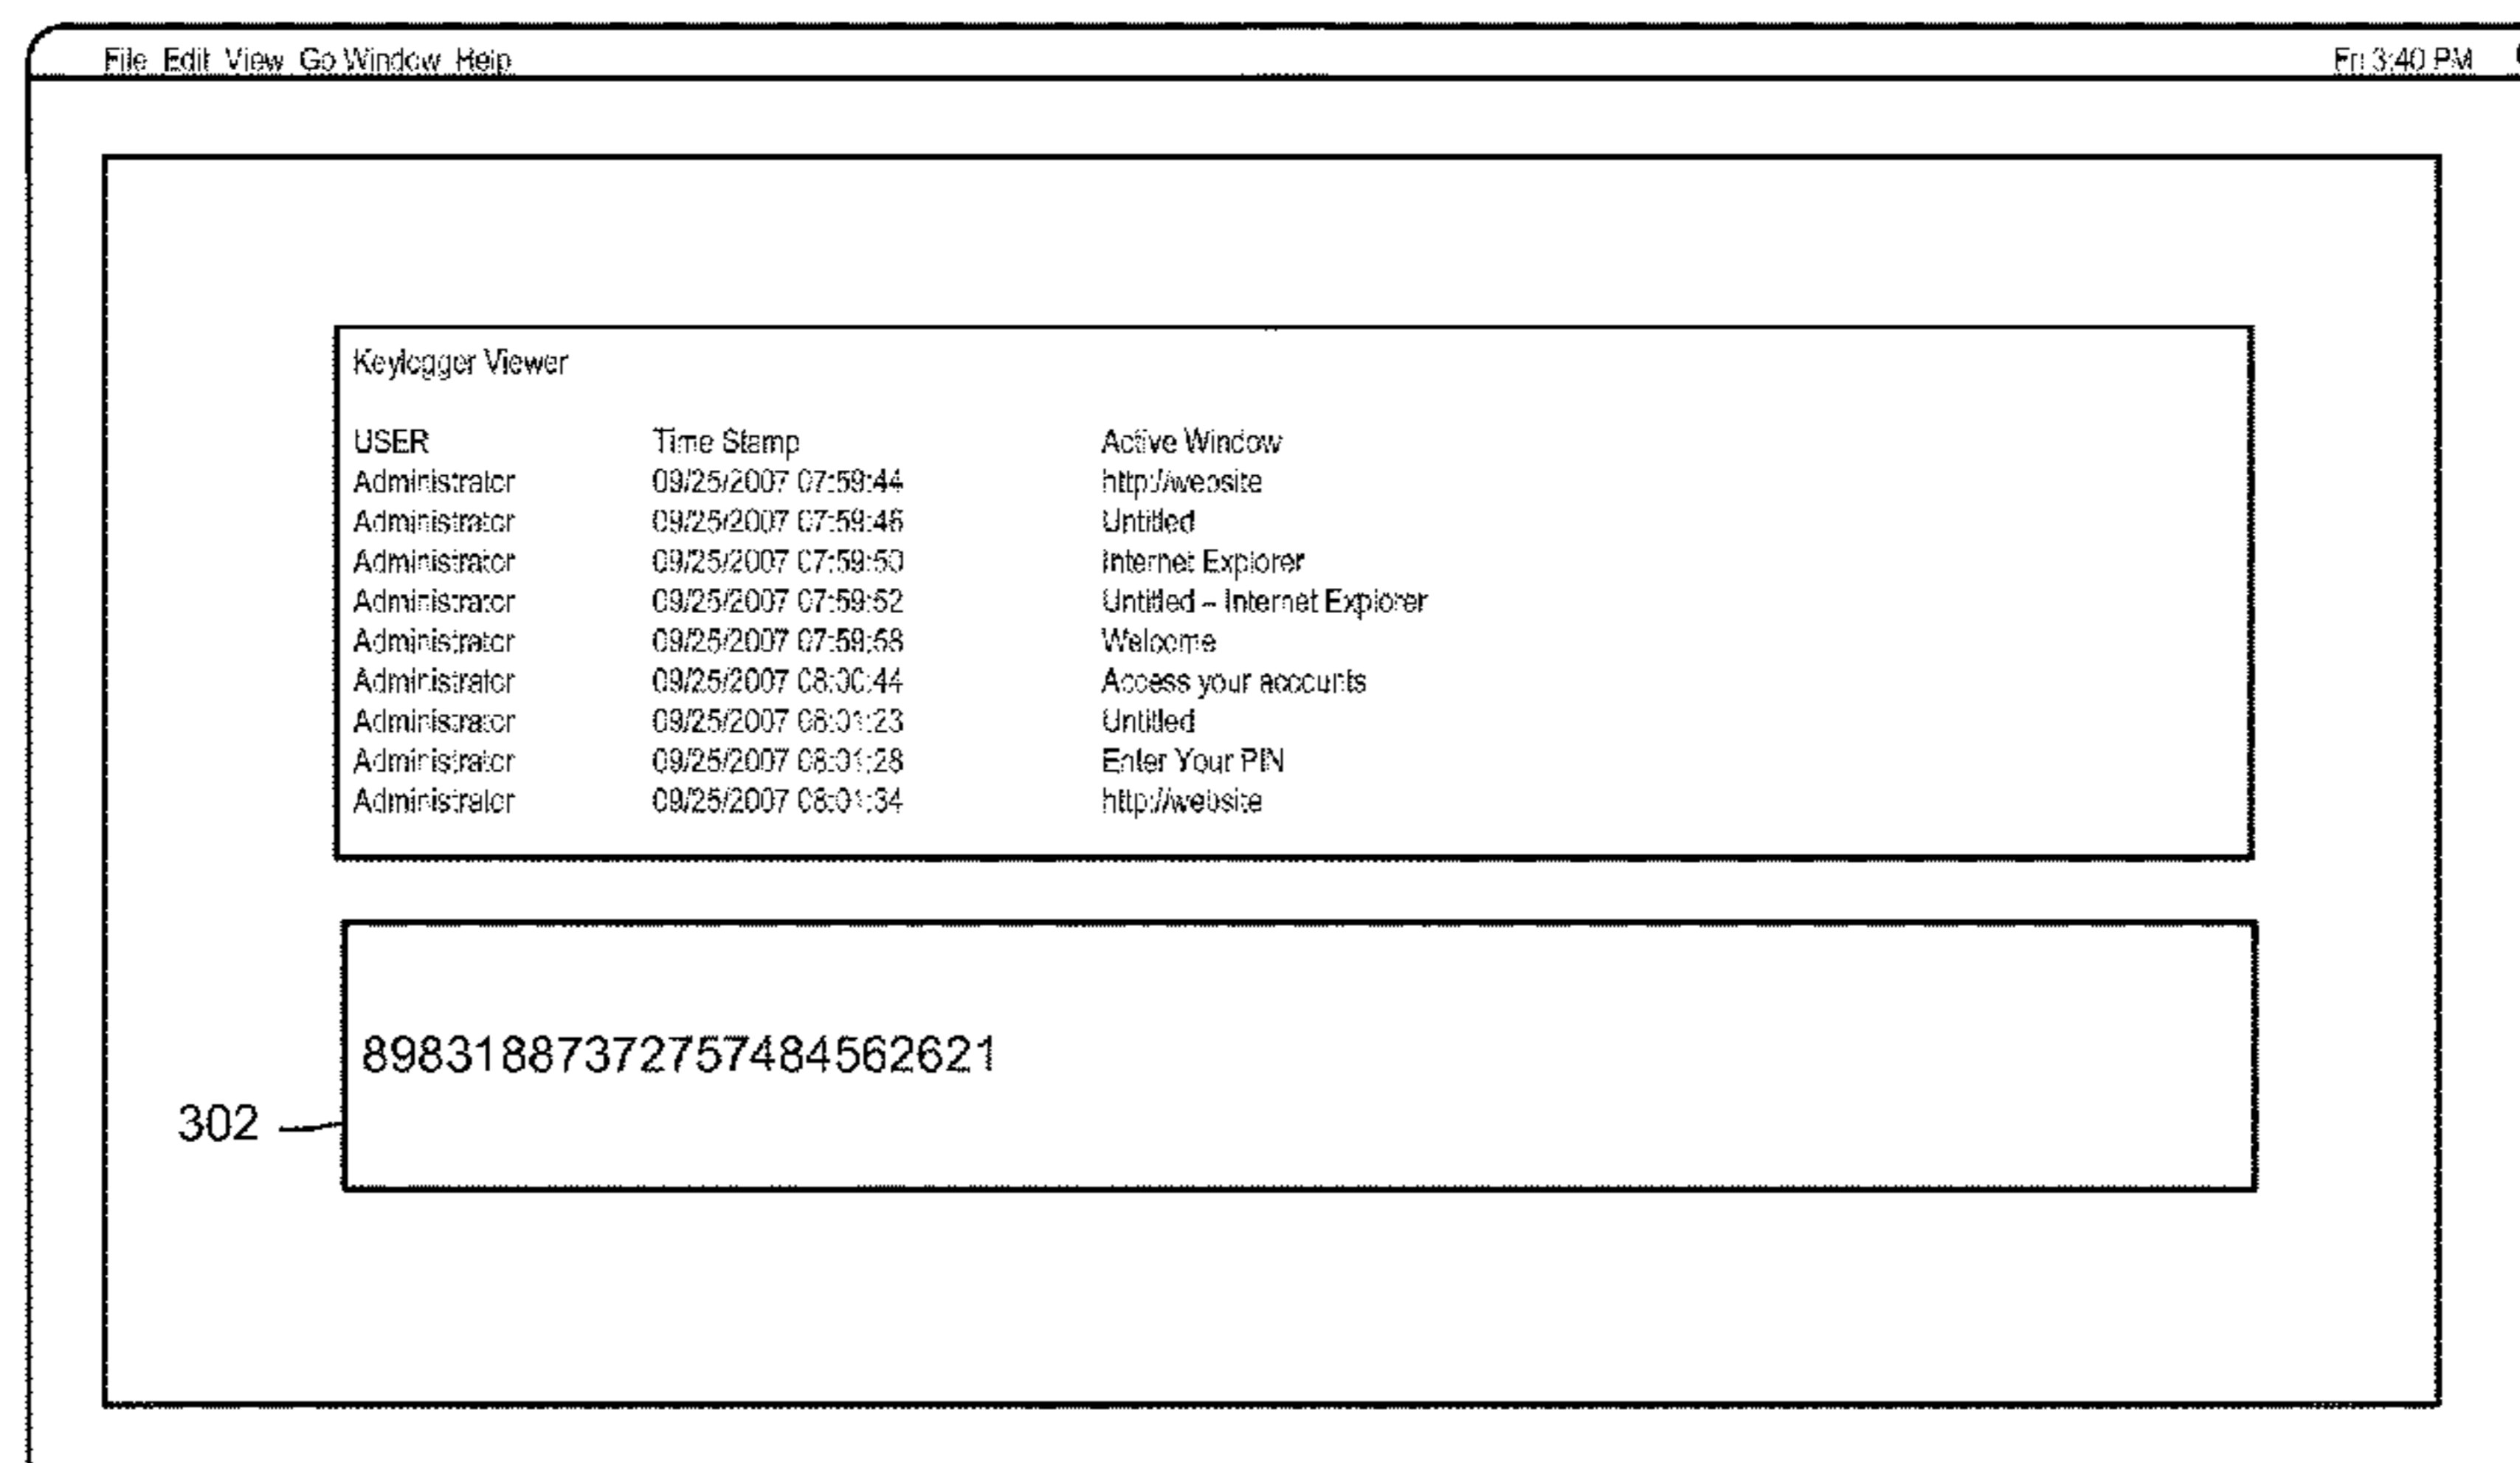 File Edit View Go Window Help
Fri 3:40 PM
Keylogger Viewer
USER Time Stamp Active Window
Administrator 09/25/2007 07:59:44 http://website
Administrator 09/25/2007 07:59:46 Untitled
Administrator 09/25/2007 07:59:50 Internet Explorer
Administrator 09/25/2007 07:59:52 Untitled – Internet Explorer
Administrator 09/25/2007 07:59:58 Welcome
Administrator 09/25/2007 08:00:44 Access your accounts
Administrator 09/25/2007 08:01:23 Untitled
Administrator 09/25/2007 08:01:28 Enter Your PIN
Administrator 09/25/2007 08:01:34 http://website
89831887372757484562621
302